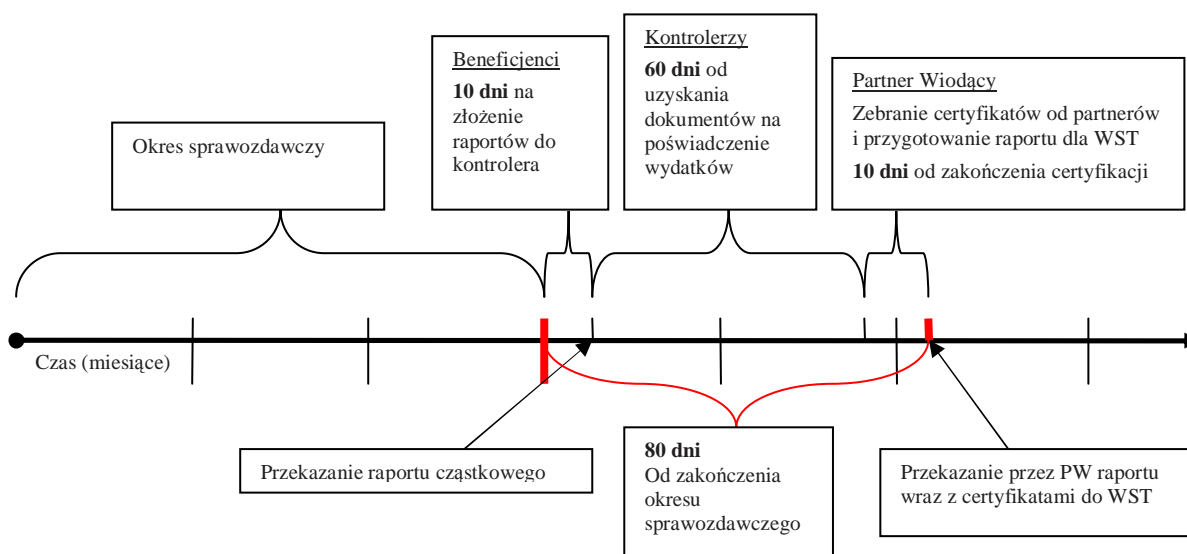 Okres sprawozdawczy
Beneficjenci
10 dni na
złożenie
raportów do
kontrolera
Kontrolerzy
60 dni od
uzyskania
dokumentów na
poświadczenie
wydatków
Partner Wiodący
Zebranie certyfikatów od partnerów
i przygotowanie raportu dla WST
10 dni od zakończenia certyfikacji
Czas (miesiące)
Przekazanie raportu cząstkowego
80 dni
Od zakończenia
okresu
sprawozdawczego
Przekazanie przez PW raportu
wraz z certyfikatami do WST